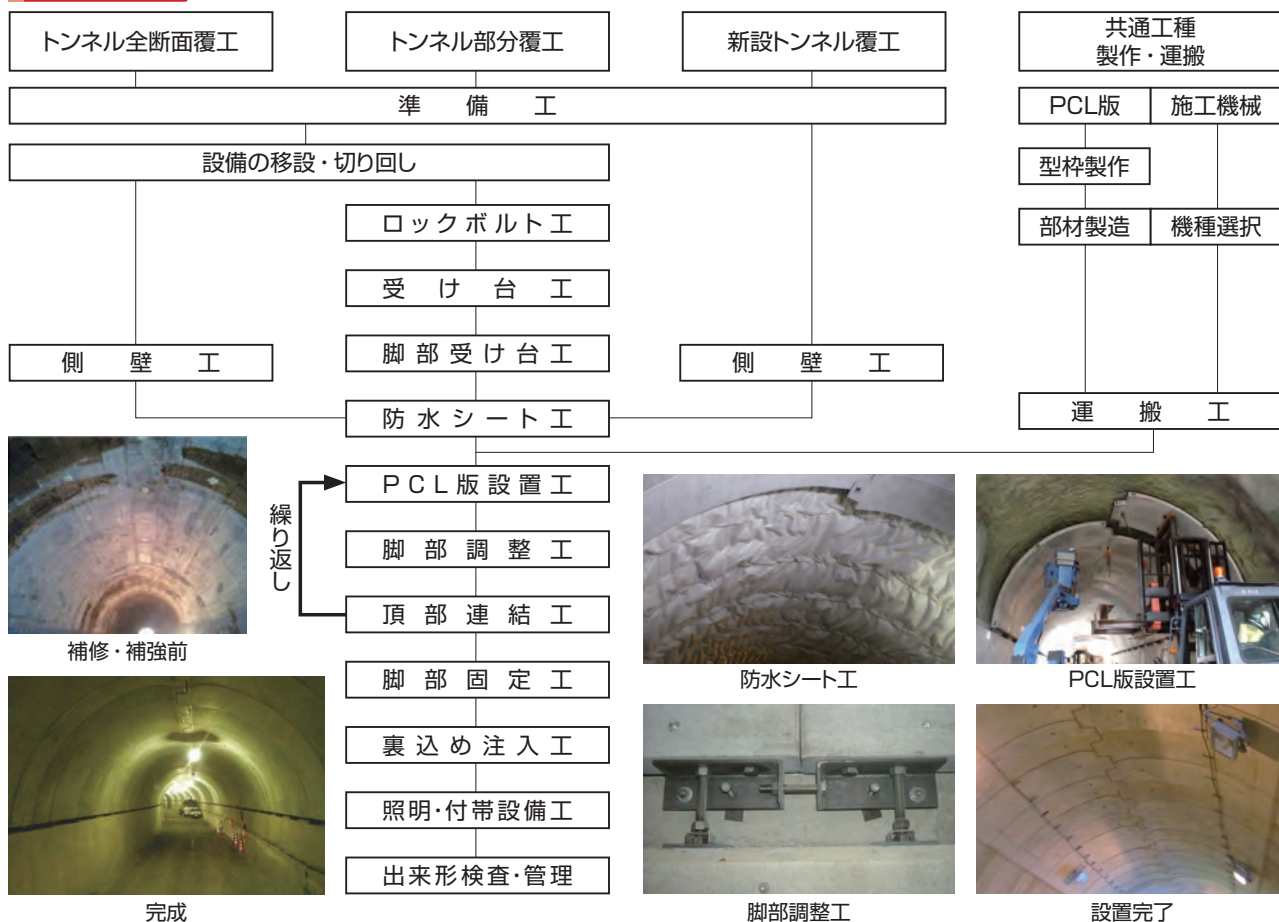 トンネル全断面覆工
トンネル部分覆工
新設トンネル覆工
共通工種
製作・運搬
準備工
PCL版
施工機械
設備の移設・切り回し
型枠製作
ロックボルト工
部材製造
機種選択
受け台工
側壁工
脚部受け台工
側壁工
防水シート工
運搬工
PCL版設置工
繰り返し
脚部調整工
頂部連結工
補修・補強前
防水シート工
PCL版設置工
脚部固定工
裏込め注入工
照明・付帯設備工
出来形検査・管理
完成
脚部調整工
設置完了